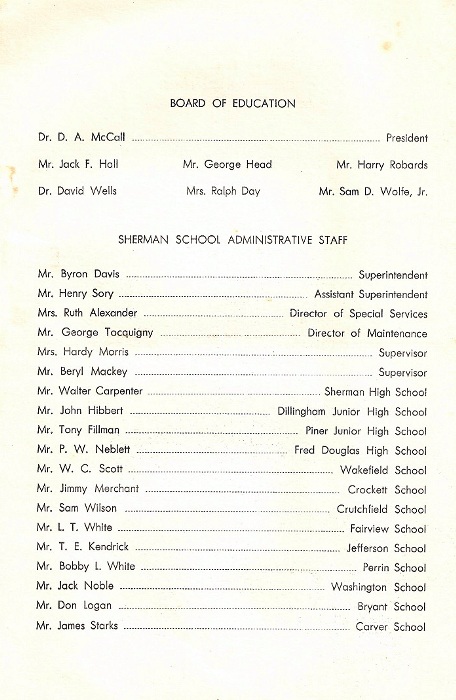 BOARD OF EDUCATION
Dr. D. A. McCall ........ President
Mr. Jack F. Hall Mr. George Head Mr. Harry Robards
Dr. David Wells Mrs. Ralph Day Mr. Sam D. Wolfe, Jr.
SHERMAN SCHOOL ADMINISTRATIVE STAFF
Mr. Byron Davis ........ Superintendent
Mr. Henry Sory ........ Assistant Superintendent
Mrs. Ruth Alexander ........ Director of Special Services
Mr. George Tocquigny ........ Director of Maintenance
Mrs. Hardy Morris ........ Supervisor
Mr. Beryl Mackey ........ Supervisor
Mr. Walter Carpenter ........ Sherman High School
Mr. John Hibbert ........ Dillingham Junior High School
Mr. Tony Fillman ........ Piner Junior High School
Mr. P. W. Neblett ........ Fred Douglas High School
Mr. W. C. Scott ........ Wakefield School
Mr. Jimmy Merchant ........ Crockett School
Mr. Sam Wilson ........ Crutchfield School
Mr. L. T. White ........ Fairview School
Mr. T. E. Kendrick ........ Jefferson School
Mr. Bobby L. White ........ Perrin School
Mr. Jack Noble ........ Washington School
Mr. Don Logan ........ Bryant School
Mr. James Starks ........ Carver School